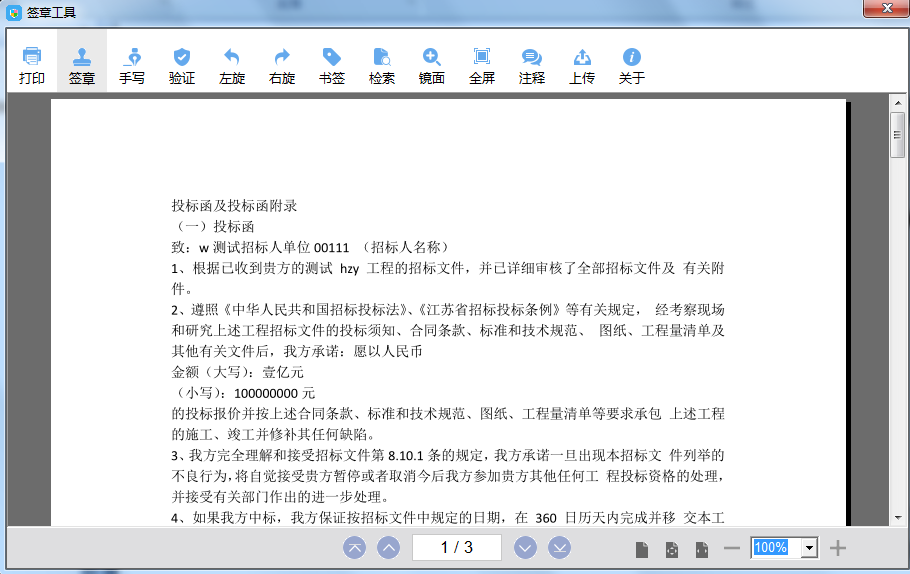 签章工具
打印 签章 手写 验证 左旋 右旋 书签 检索 镜面 全屏 注释 上传 关于
投标函及投标函附录
（一）投标函
致：w 测试招标人单位 00111 （招标人名称）
1、根据已收到贵方的测试 hzy 工程的招标文件，并已详细审核了全部招标文件及 有关附
件。
2、遵照《中华人民共和国招标投标法》、《江苏省招标投标条例》等有关规定， 经考察现场
和研究上述工程招标文件的投标须知、合同条款、标准和技术规范、 图纸、工程量清单及
其他有关文件后，我方承诺：愿以人民币
金额（大写）：壹亿元
（小写）：100000000 元
的投标报价并按上述合同条款、标准和技术规范、图纸、工程量清单等要求承包 上述工程
的施工、竣工并修补其任何缺陷。
3、我方完全理解和接受招标文件第 8.10.1 条的规定，我方承诺一旦出现本招标文 件列举的
不良行为，将自觉接受贵方暂停或者取消今后我方参加贵方其他任何工 程投标资格的处理，
并接受有关部门作出的进一步处理。
4、如果我方中标，我方保证按招标文件中规定的日期，在 360 日历天内完成并移 交本工
1 / 3
100%